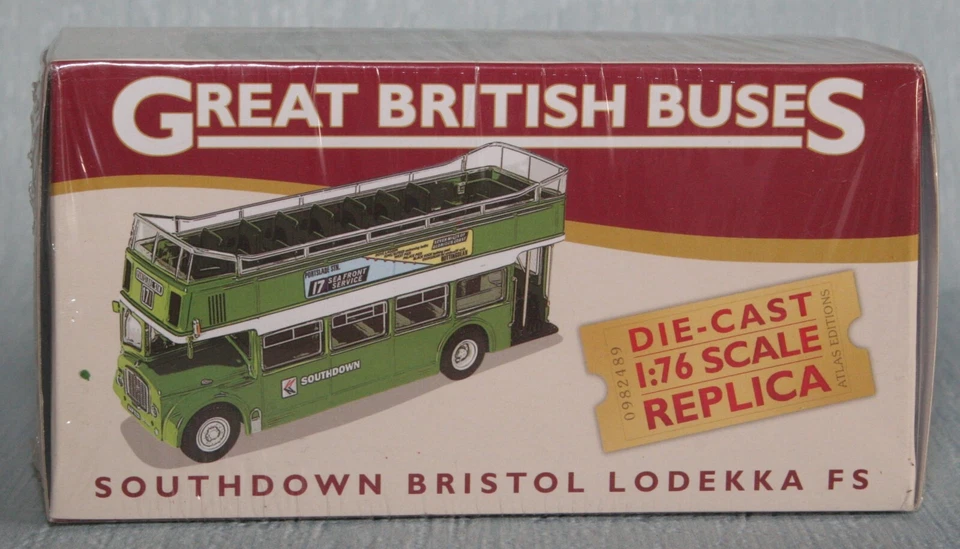 GREAT BRITISH BUSES
PORTSLADE STN.
17 SEA FRONT
SERVICE
17
SOUTHDOWN
DIE-CAST
1:76 SCALE
REPLICA
0982489
ATLAS EDITIONS
SOUTHDOWN BRISTOL LODEKKA FS